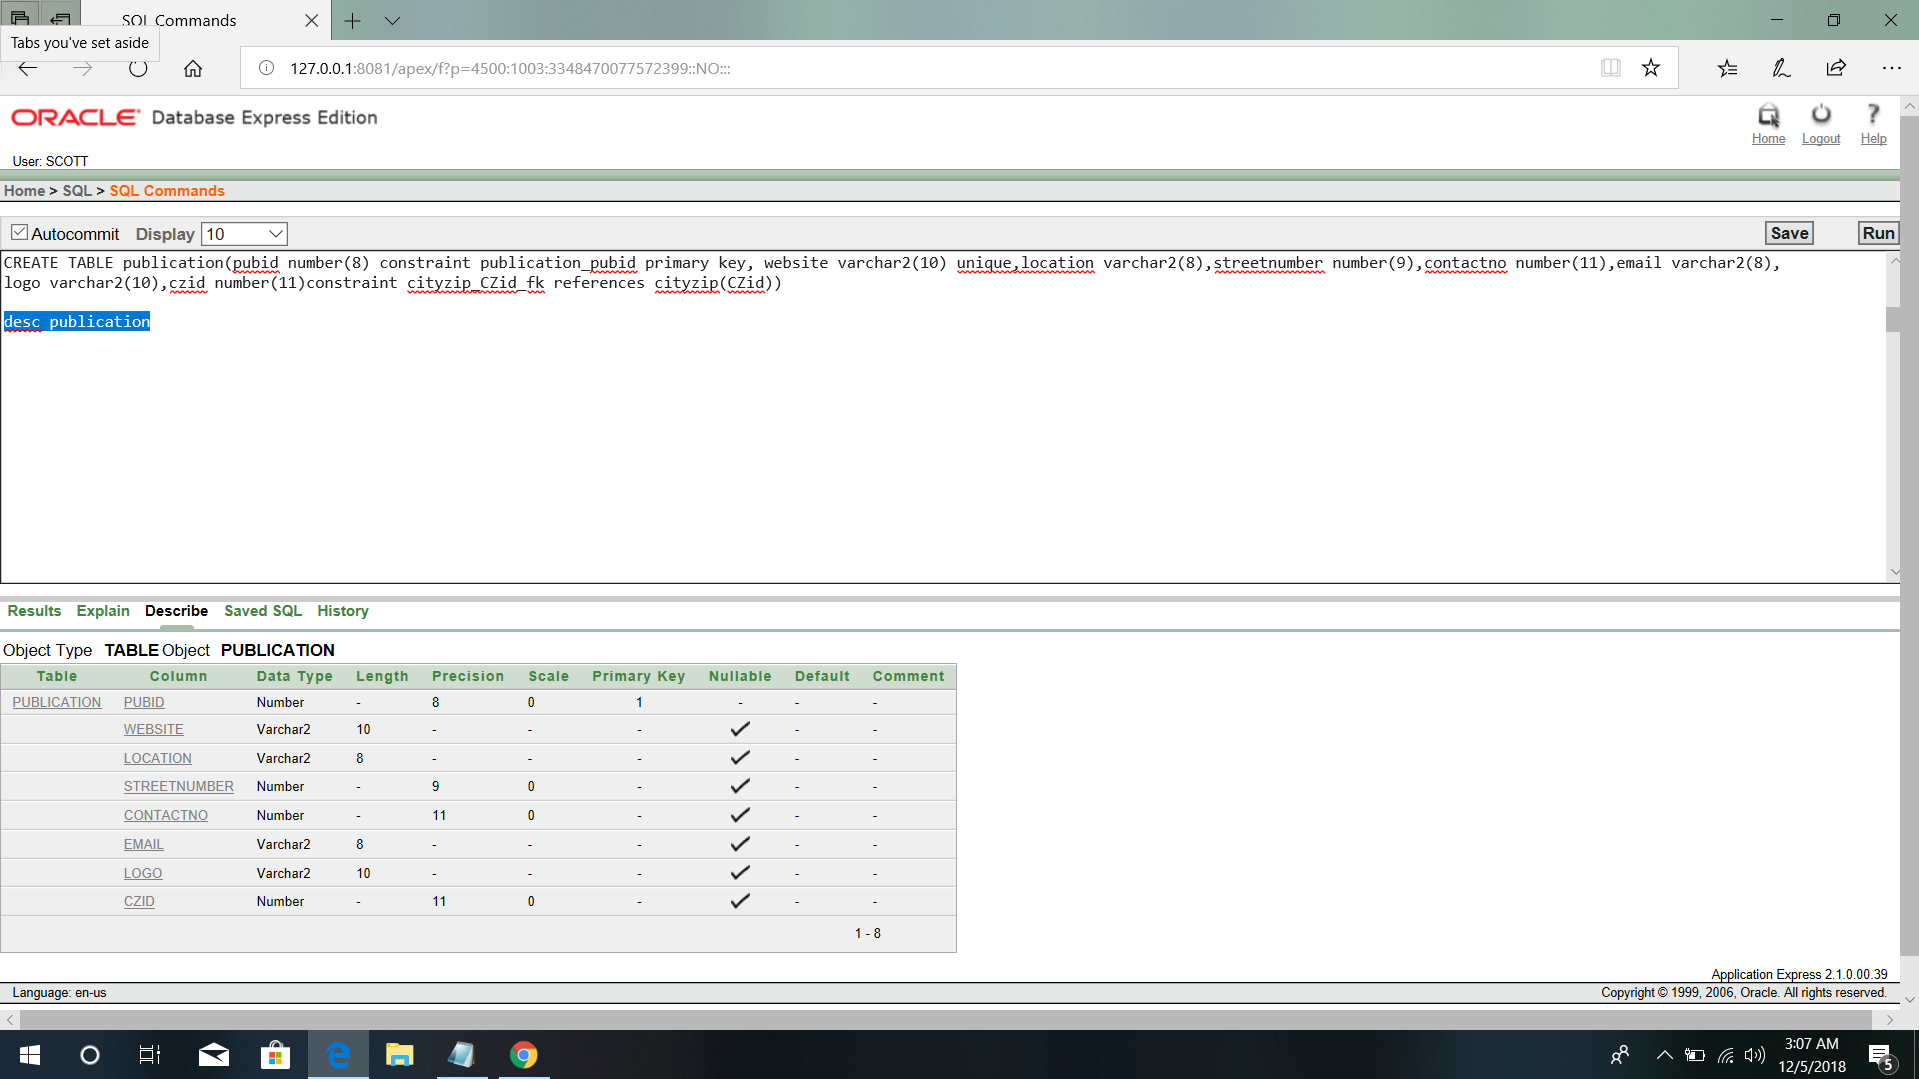 SQL Commands
Tabs you've set aside
127.0.0.1:8081/apex/f?p=4500:1003:3348470077572399::NO:::
ORACLE Database Express Edition
Home Logout Help
User: SCOTT
Home > SQL > SQL Commands
Autocommit Display 10 Save Run
CREATE TABLE publication(pubid number(8) constraint publication_pubid primary key, website varchar2(10) unique,location varchar2(8),streetnumber number(9),contactno number(11),email varchar2(8),
logo varchar2(10),czid number(11)constraint cityzip_CZid_fk references cityzip(CZid))
desc publication
Results Explain Describe Saved SQL History
Object Type TABLE Object PUBLICATION
Table Column Data Type Length Precision Scale Primary Key Nullable Default Comment
PUBLICATION PUBID Number - 8 0 1 - - -
WEBSITE Varchar2 10 - - - - -
LOCATION Varchar2 8 - - - - -
STREETNUMBER Number - 9 0 - - -
CONTACTNO Number - 11 0 - - -
EMAIL Varchar2 8 - - - - -
LOGO Varchar2 10 - - - - -
CZID Number - 11 0 - - -
1 - 8
Application Express 2.1.0.00.39
Language: en-us Copyright © 1999, 2006, Oracle. All rights reserved.
3:07 AM
12/5/2018
5